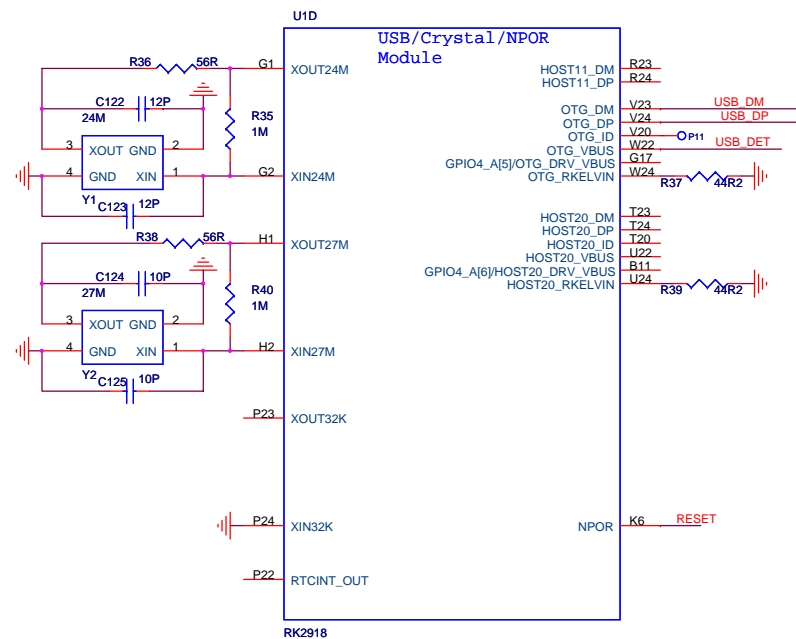 U1D
USB/Crystal/NPOR
Module
R36 56R G1 XOUT24M
C122 12P
24M
R35
1M
3 XOUT GND 2
4 GND XIN 1 G2 XIN24M
Y1 C123 12P
R38 56R H1 XOUT27M
C124 10P
27M
R40
1M
3 XOUT GND 2
4 GND XIN 1 H2 XIN27M
Y2 C125 10P
P23 XOUT32K
P24 XIN32K
P22 RTCINT_OUT
HOST11_DM R23
HOST11_DP R24
OTG_DM V23 USB_DM
OTG_DP V24 USB_DP
OTG_ID V20 P11
OTG_VBUS W22 USB_DET
GPIO4_A[5]/OTG_DRV_VBUS G17
OTG_RKELVIN W24 R37 44R2
HOST20_DM T23
HOST20_DP T24
HOST20_ID T20
HOST20_VBUS U22
GPIO4_A[6]/HOST20_DRV_VBUS B11
HOST20_RKELVIN U24 R39 44R2
NPOR K6 RESET
RK2918